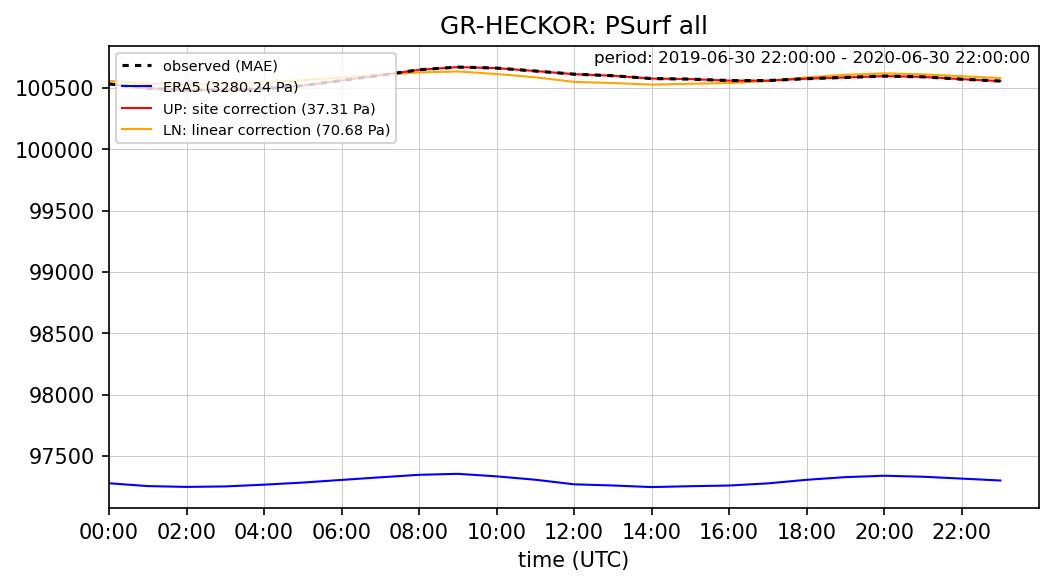 GR-HECKOR: PSurf all
period: 2019-06-30 22:00:00 - 2020-06-30 22:00:00
observed (MAE)
ERA5 (3280.24 Pa)
UP: site correction (37.31 Pa)
LN: linear correction (70.68 Pa)
100500
100000
99500
99000
98500
98000
97500
00:00 02:00 04:00 06:00 08:00 10:00 12:00 14:00 16:00 18:00 20:00 22:00
time (UTC)